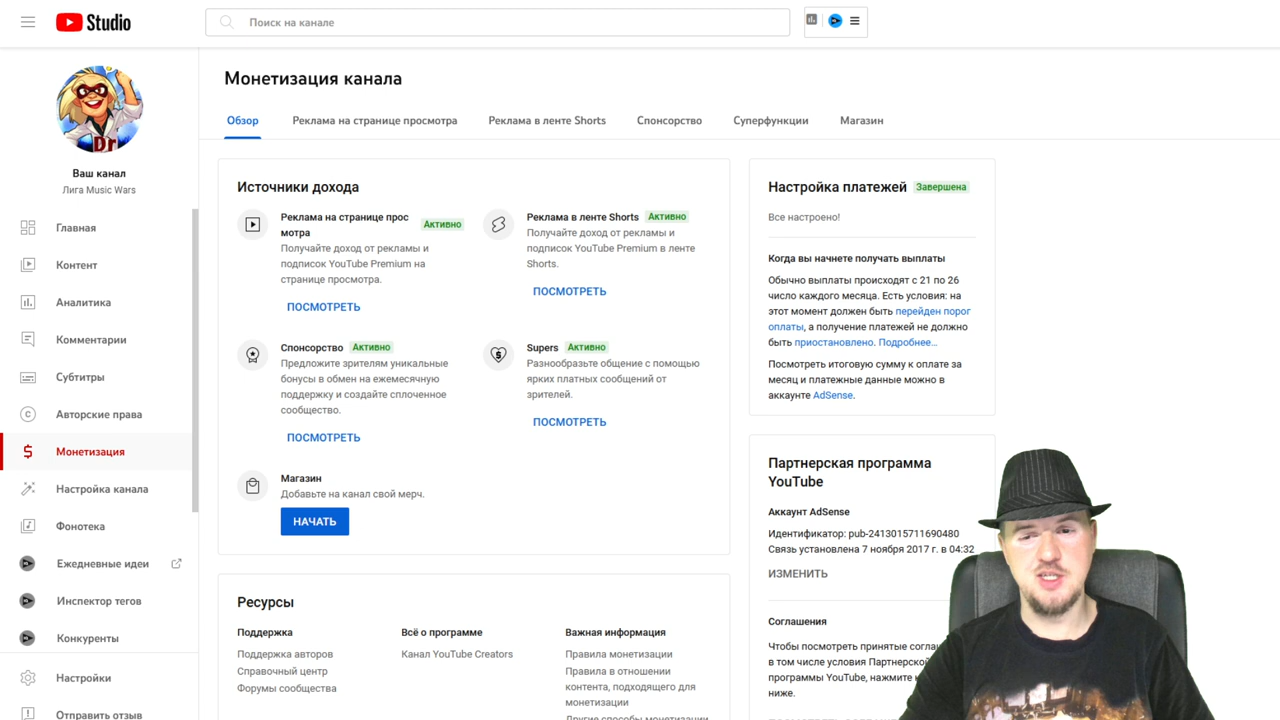 Studio
Поиск на канале
Dr
Ваш канал
Лига Music Wars
Главная
Контент
Аналитика
Комментарии
Субтитры
Авторские права
Монетизация
Настройка канала
Фонотека
Ежедневные идеи
Инспектор тегов
Конкуренты
Настройки
Отправить отзыв
Монетизация канала
Обзор
Реклама на странице просмотра
Реклама в ленте Shorts
Спонсорство
Суперфункции
Магазин
Источники дохода
Реклама на странице прос
мотра
Активно
Получайте доход от рекламы и
подписок YouTube Premium на
странице просмотра.
ПОСМОТРЕТЬ
Реклама в ленте Shorts Активно
Получайте доход от рекламы и
подписок YouTube Premium в ленте
Shorts.
ПОСМОТРЕТЬ
Спонсорство Активно
Предложите зрителям уникальные
бонусы в обмен на ежемесячную
поддержку и создайте сплоченное
сообщество.
ПОСМОТРЕТЬ
Supers Активно
Разнообразьте общение с помощью
ярких платных сообщений от
зрителей.
ПОСМОТРЕТЬ
Магазин
Добавьте на канал свой мерч.
НАЧАТЬ
Ресурсы
Поддержка
Поддержка авторов
Справочный центр
Форумы сообщества
Всё о программе
Канал YouTube Creators
Важная информация
Правила монетизации
Правила в отношении
контента, подходящего для
монетизации
Другие способы монетизации
Настройка платежей Завершена
Все настроено!
Когда вы начнете получать выплаты
Обычно выплаты происходят с 21 по 26
число каждого месяца. Есть условия: на
этот момент должен быть перейден порог
оплаты, а получение платежей не должно
быть приостановлено. Подробнее…
Посмотреть итоговую сумму к оплате за
месяц и платежные данные можно в
аккаунте AdSense.
Партнерская программа
YouTube
Аккаунт AdSense
Идентификатор: pub-2413015711690480
Связь установлена 7 ноября 2017 г. в 04:32
ИЗМЕНИТЬ
Соглашения
Чтобы посмотреть принятые согла
в том числе условия Партнерской
программы YouTube, нажмите
ниже.